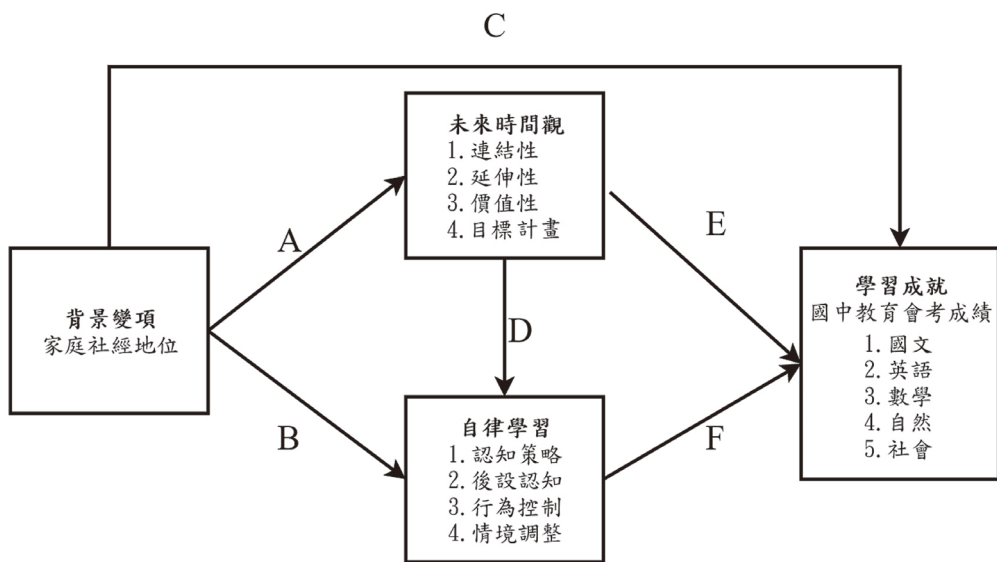 C
未來時間觀
1.連結性
2.延伸性
3.價值性
4.目標計畫
A
E
背景變項
家庭社經地位
D
學習成就
國中教育會考成績
1.國文
2.英語
3.數學
4.自然
5.社會
B
自律學習
1.認知策略
2.後設認知
3.行為控制
4.情境調整
F